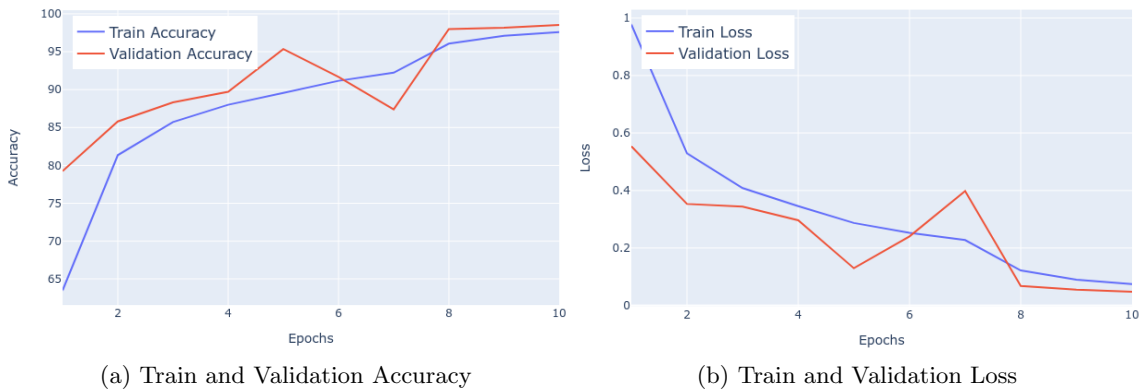 100
95
90
85
80
75
70
65
Accuracy
Train Accuracy
Validation Accuracy
2
4
6
8
10
Epochs
(a) Train and Validation Accuracy
1
0.8
0.6
0.4
0.2
0
Loss
Train Loss
Validation Loss
2
4
6
8
10
Epochs
(b) Train and Validation Loss